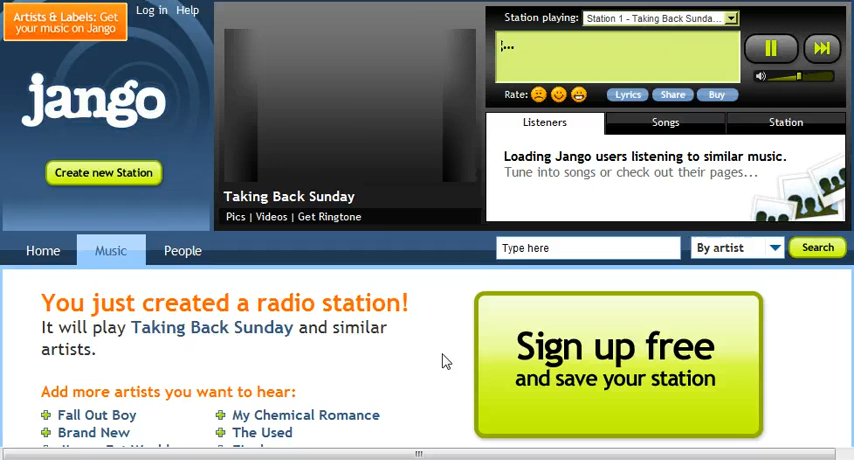 Artists & Labels: Get
your music on Jango
Log in Help
jango
Create new Station
Taking Back Sunday
Pics | Videos | Get Ringtone
Station playing: Station 1 - Taking Back Sunda...
...
Rate: Lyrics Share Buy
Listeners Songs Station
Loading Jango users listening to similar music.
Tune into songs or check out their pages...
Home Music People
Type here By artist Search
You just created a radio station!
It will play Taking Back Sunday and similar
artists.
Sign up free
and save your station
Add more artists you want to hear:
Fall Out Boy My Chemical Romance
Brand New The Used